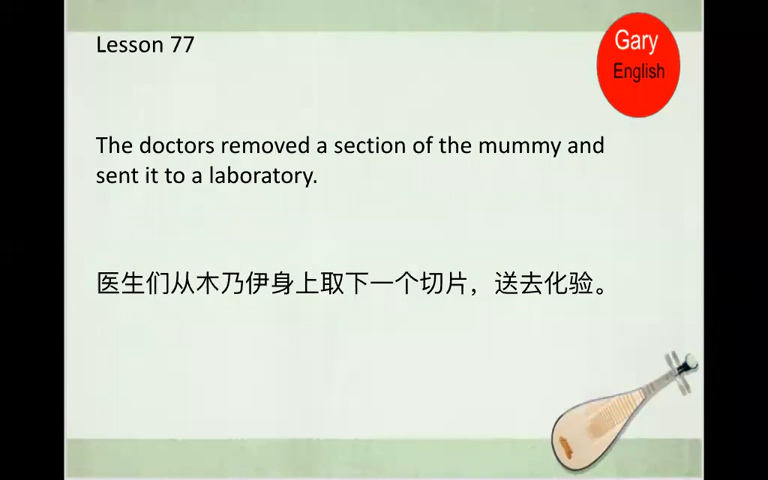 Lesson 77
Gary
English
The doctors removed a section of the mummy and
sent it to a laboratory.
医生们从木乃伊身上取下一个切片，送去化验。